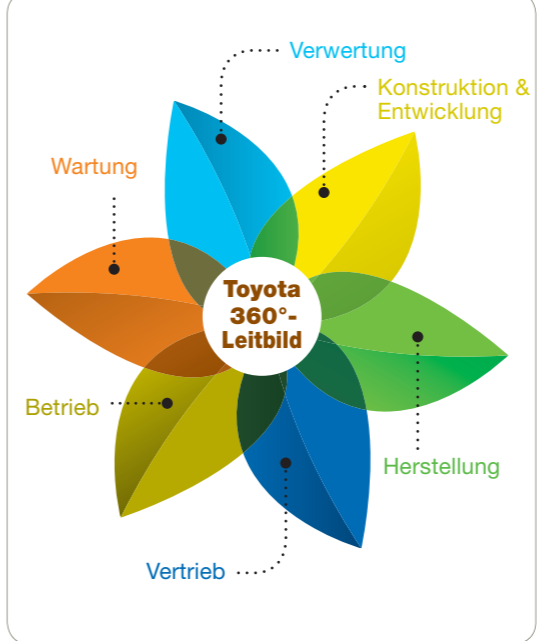 Verwertung
Konstruktion &
Entwicklung
Wartung
Toyota
360°-
Leitbild
Betrieb
Herstellung
Vertrieb